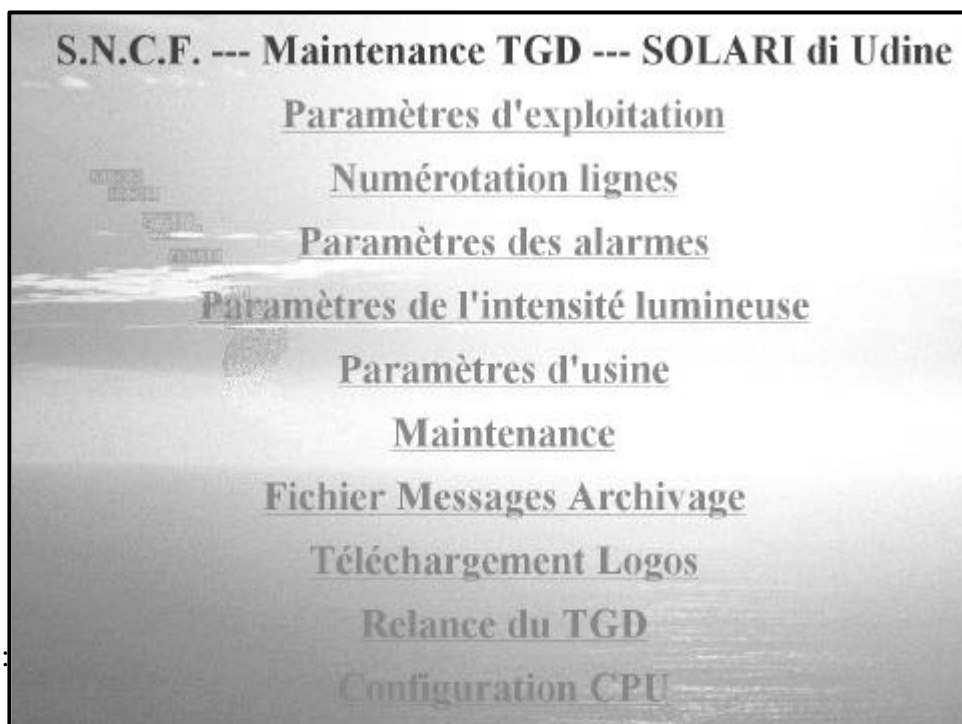 S.N.C.F. --- Maintenance TGD --- SOLARI di Udine
Paramètres d'exploitation
Numérotation lignes
Paramètres des alarmes
Paramètres de l'intensité lumineuse
Paramètres d'usine
Maintenance
Fichier Messages Archivage
Téléchargement Logos
Relance du TGD
:
Configuration CPU